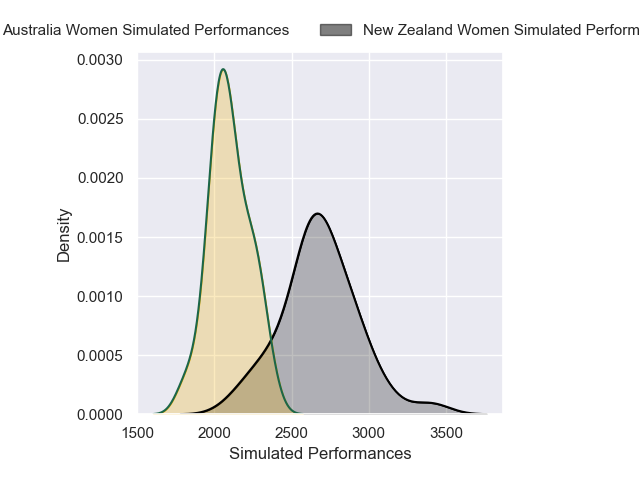 Australia Women Simulated Performances New Zealand Women Simulated Perform
0.0030
0.0025
0.0020
0.0015
0.0010
0.0005
0.0000
Density
1500 2000 2500 3000 3500
Simulated Performances